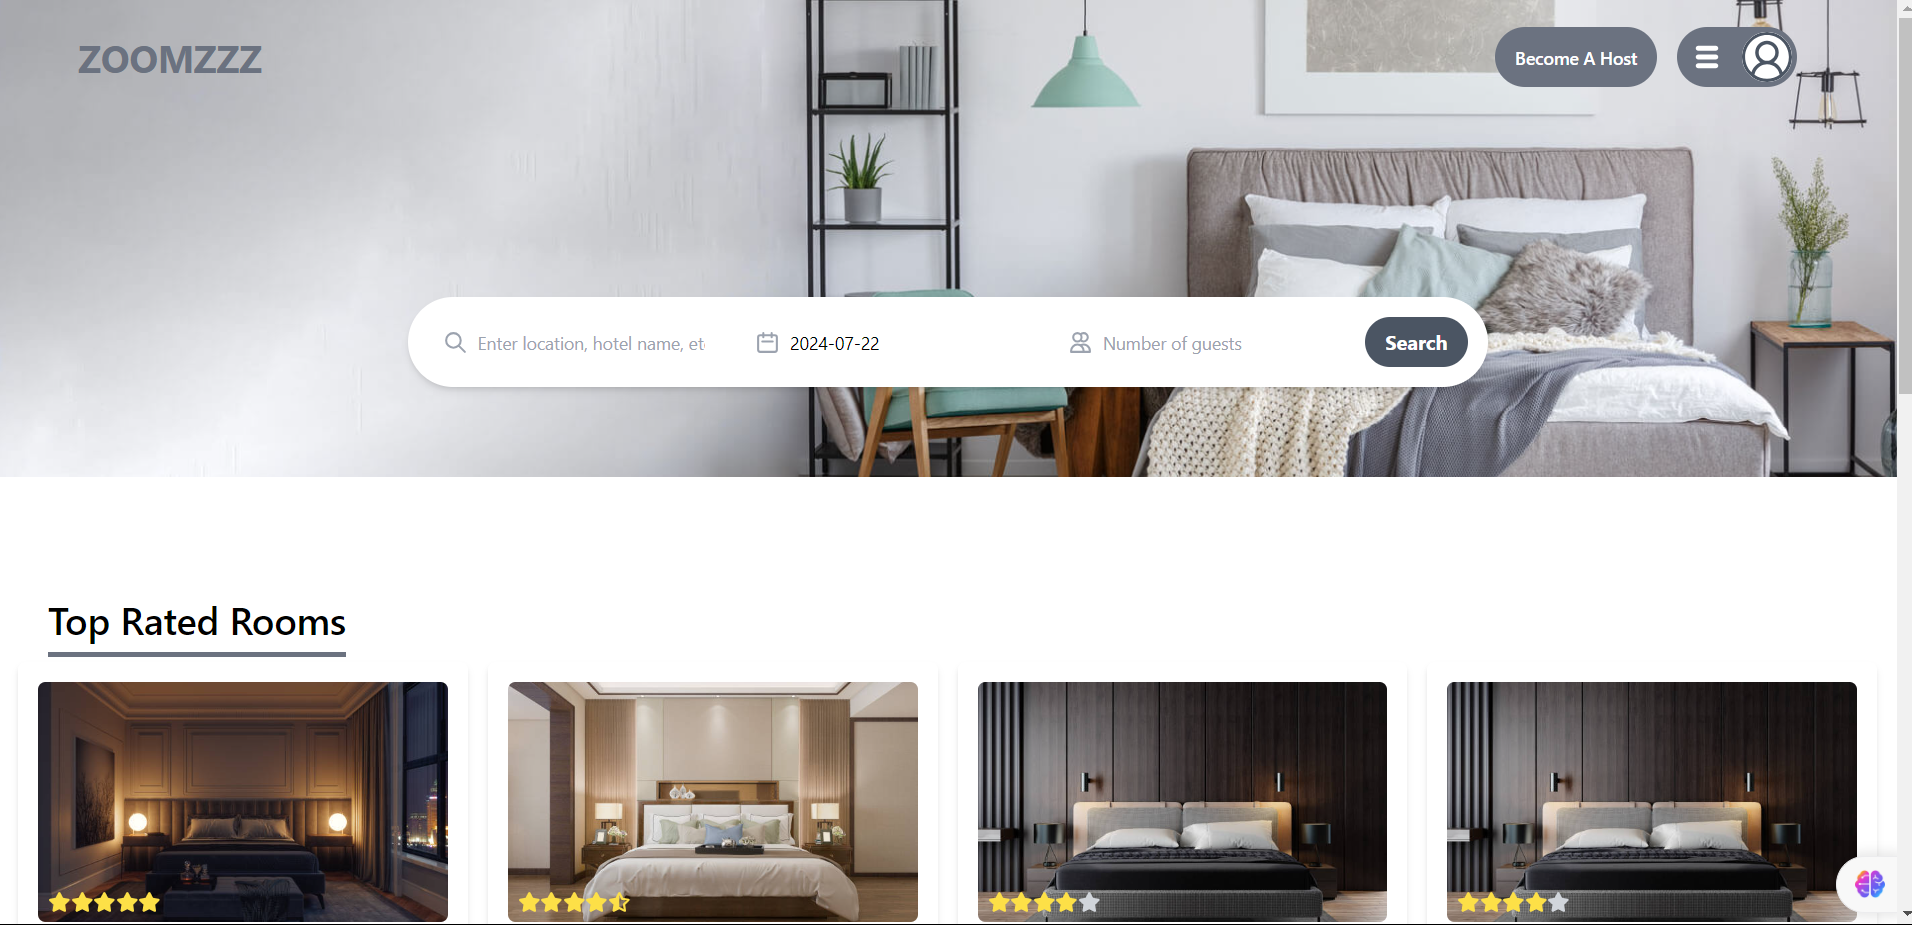 ZOOMZZZ
Become A Host
Enter location, hotel name, et
2024-07-22
Number of guests
Search
Top Rated Rooms